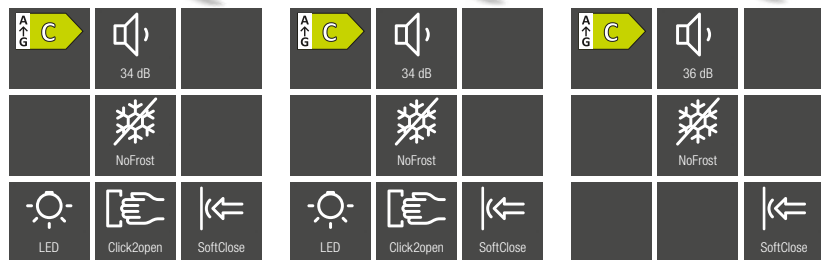 A
G
C
34 dB
A
G
C
34 dB
A
G
C
36 dB
NoFrost
NoFrost
NoFrost
LED
Click2open
SoftClose
LED
Click2open
SoftClose
SoftClose